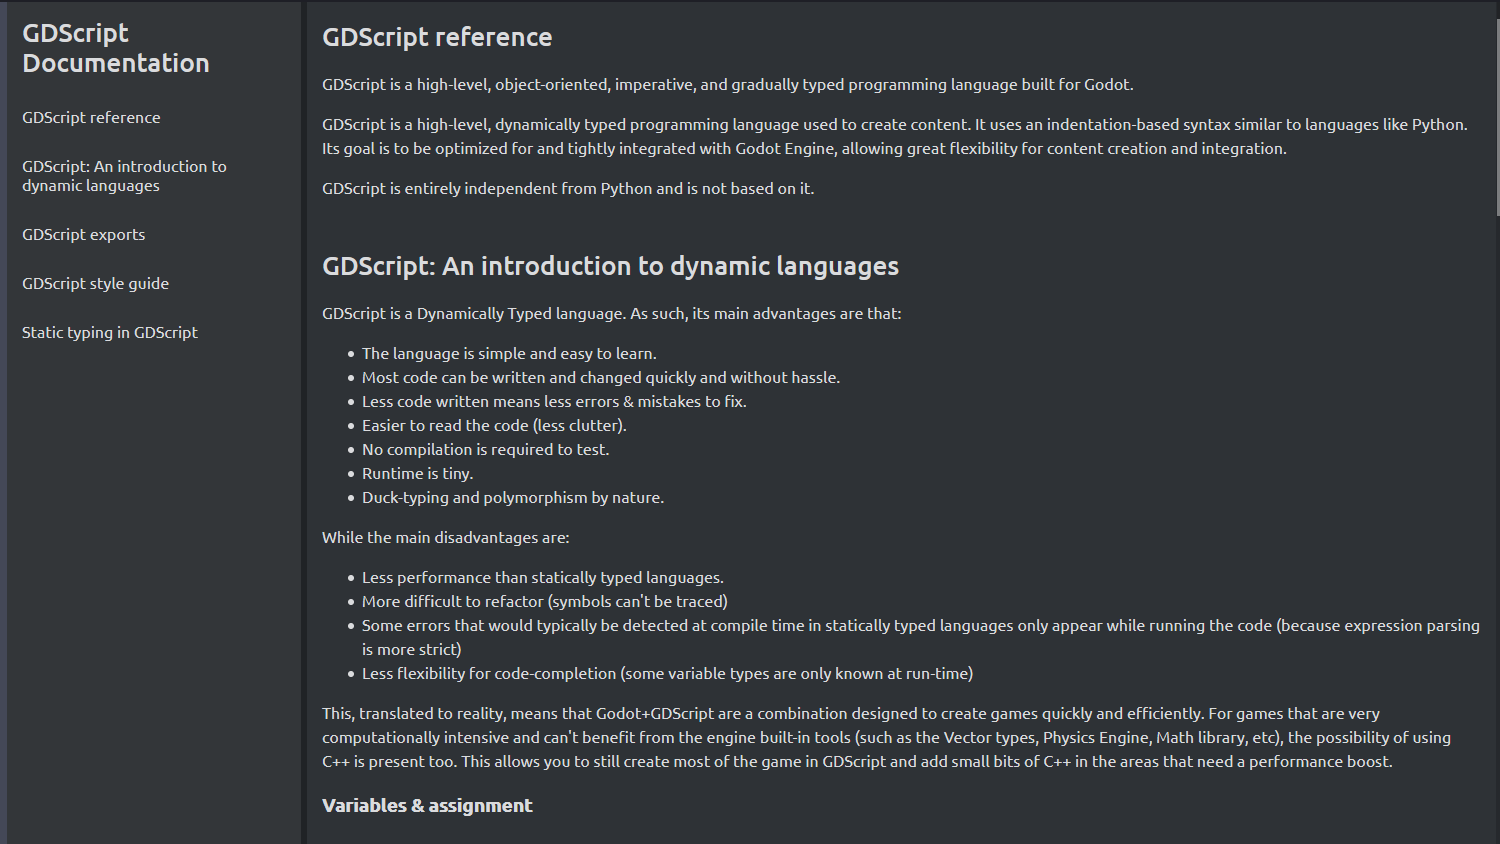 GDScript
Documentation
GDScript reference
GDScript: An introduction to
dynamic languages
GDScript exports
GDScript style guide
Static typing in GDScript
GDScript reference
GDScript is a high-level, object-oriented, imperative, and gradually typed programming language built for Godot.
GDScript is a high-level, dynamically typed programming language used to create content. It uses an indentation-based syntax similar to languages like Python.
Its goal is to be optimized for and tightly integrated with Godot Engine, allowing great flexibility for content creation and integration.
GDScript is entirely independent from Python and is not based on it.
GDScript: An introduction to dynamic languages
GDScript is a Dynamically Typed language. As such, its main advantages are that:
• The language is simple and easy to learn.
• Most code can be written and changed quickly and without hassle.
• Less code written means less errors & mistakes to fix.
• Easier to read the code (less clutter).
• No compilation is required to test.
• Runtime is tiny.
• Duck-typing and polymorphism by nature.
While the main disadvantages are:
• Less performance than statically typed languages.
• More difficult to refactor (symbols can't be traced)
• Some errors that would typically be detected at compile time in statically typed languages only appear while running the code (because expression parsing
is more strict)
• Less flexibility for code-completion (some variable types are only known at run-time)
This, translated to reality, means that Godot+GDScript are a combination designed to create games quickly and efficiently. For games that are very
computationally intensive and can't benefit from the engine built-in tools (such as the Vector types, Physics Engine, Math library, etc), the possibility of using
C++ is present too. This allows you to still create most of the game in GDScript and add small bits of C++ in the areas that need a performance boost.
Variables & assignment